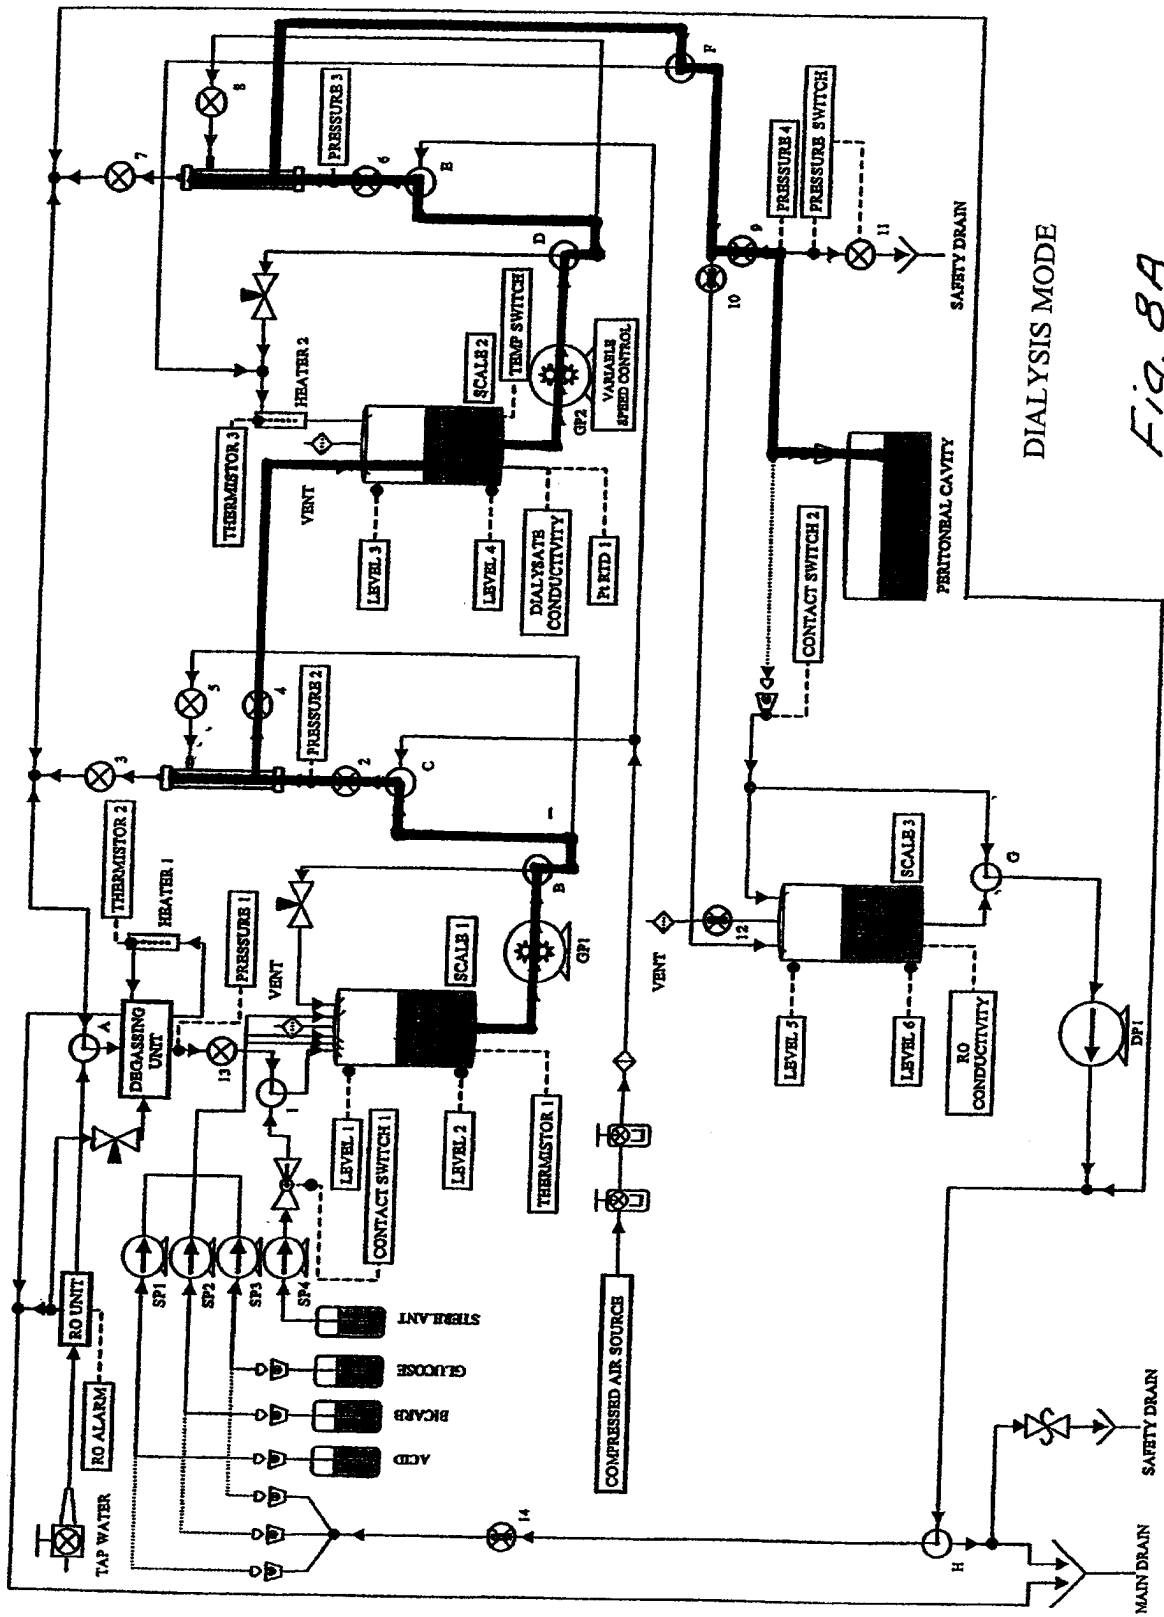 TAP WATER
RO ALARM
RO UNIT
SP1
SP2
SP3
SP4
ACID
BICARB
GLUCOSE
STERILANT
A
DEGASSING
UNIT
HEATER 1
THERMISTOR 2
PRESSURE 1
13
I
VENT
LEVEL 1
CONTACT SWITCH 1
LEVEL 2
THERMISTOR 1
SCALE 1
GP1
B
C
2
PRESSURE 2
3
4
5
THERMISTOR 3
HEATER 2
VENT
LEVEL 3
LEVEL 4
DIALYSATE
CONDUCTIVITY
Pt RTD 1
SCALE 2
TEMP SWITCH
GP2
VARIABLE
SPEED CONTROL
D
E
6
PRESSURE 3
7
8
F
9
10
PRESSURE 4
PRESSURE SWITCH
11
SAFETY DRAIN
PERITONEAL CAVITY
CONTACT SWITCH 2
COMPRESSED AIR SOURCE
VENT
12
LEVEL 5
LEVEL 6
RO
CONDUCTIVITY
SCALE 3
G
DP1
14
H
MAIN DRAIN
SAFETY DRAIN
DIALYSIS MODE
FIG. 8A